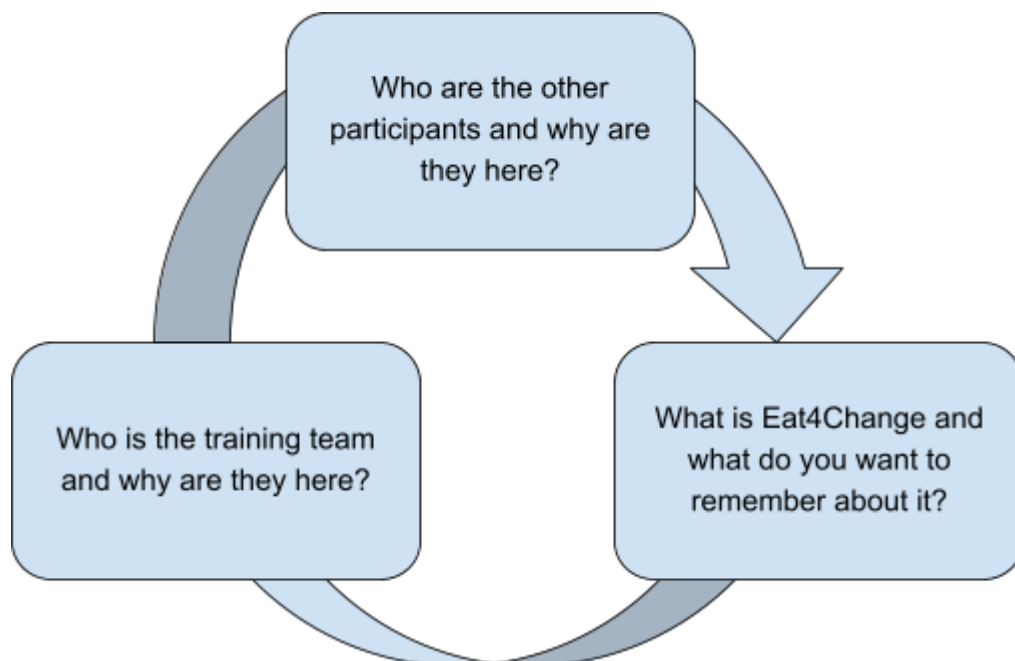 Who are the other
participants and why are
they here?
Who is the training team
and why are they here?
What is Eat4Change and
what do you want to
remember about it?